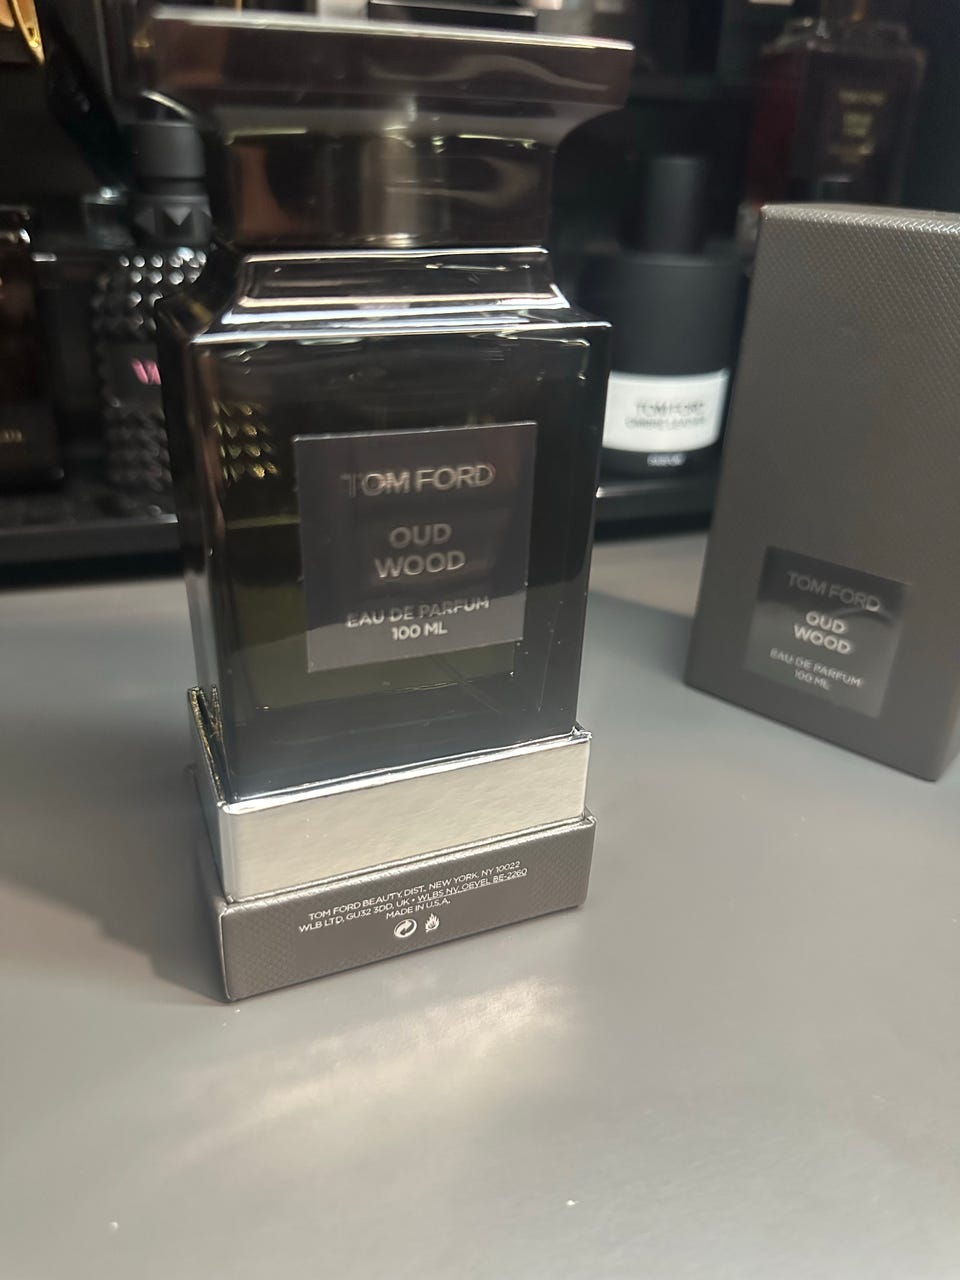 TOM FORD
OUD
WOOD
EAU DE PARFUM
100 ML
TOM FORD BEAUTY, DIST., NEW YORK, NY 10022
WLB LTD, GU32 3DD, UK • WLBS NV, OEVEL BE-2260
MADE IN U.S.A.
TOM FORD
OUD
WOOD
EAU DE PARFUM
100 ML
TOM FORD
OMBRÉ LEATHER